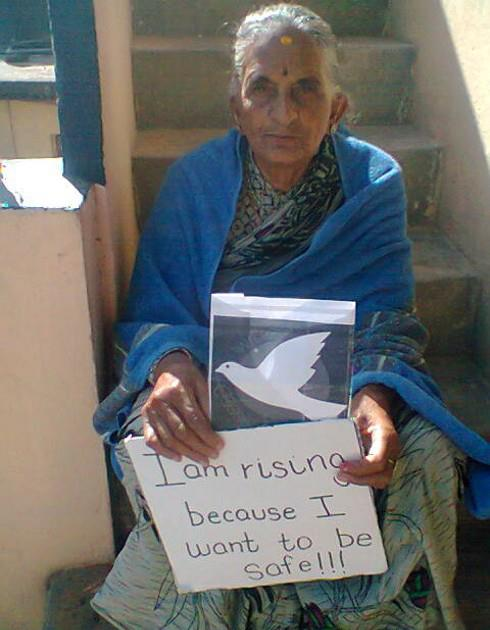 I am rising
because I
want to be
safe!!!